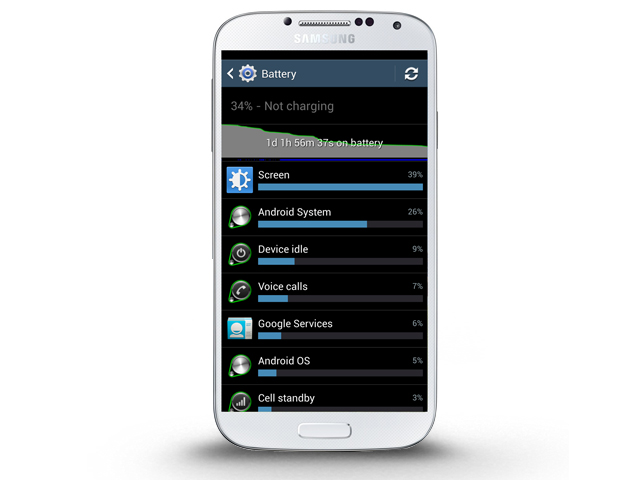 SAMSUNG
Battery
34% - Not charging
1d 1h 56m 37s on battery
Screen 39%
Android System 26%
Device idle 9%
Voice calls 7%
Google Services 6%
Android OS 5%
Cell standby 3%